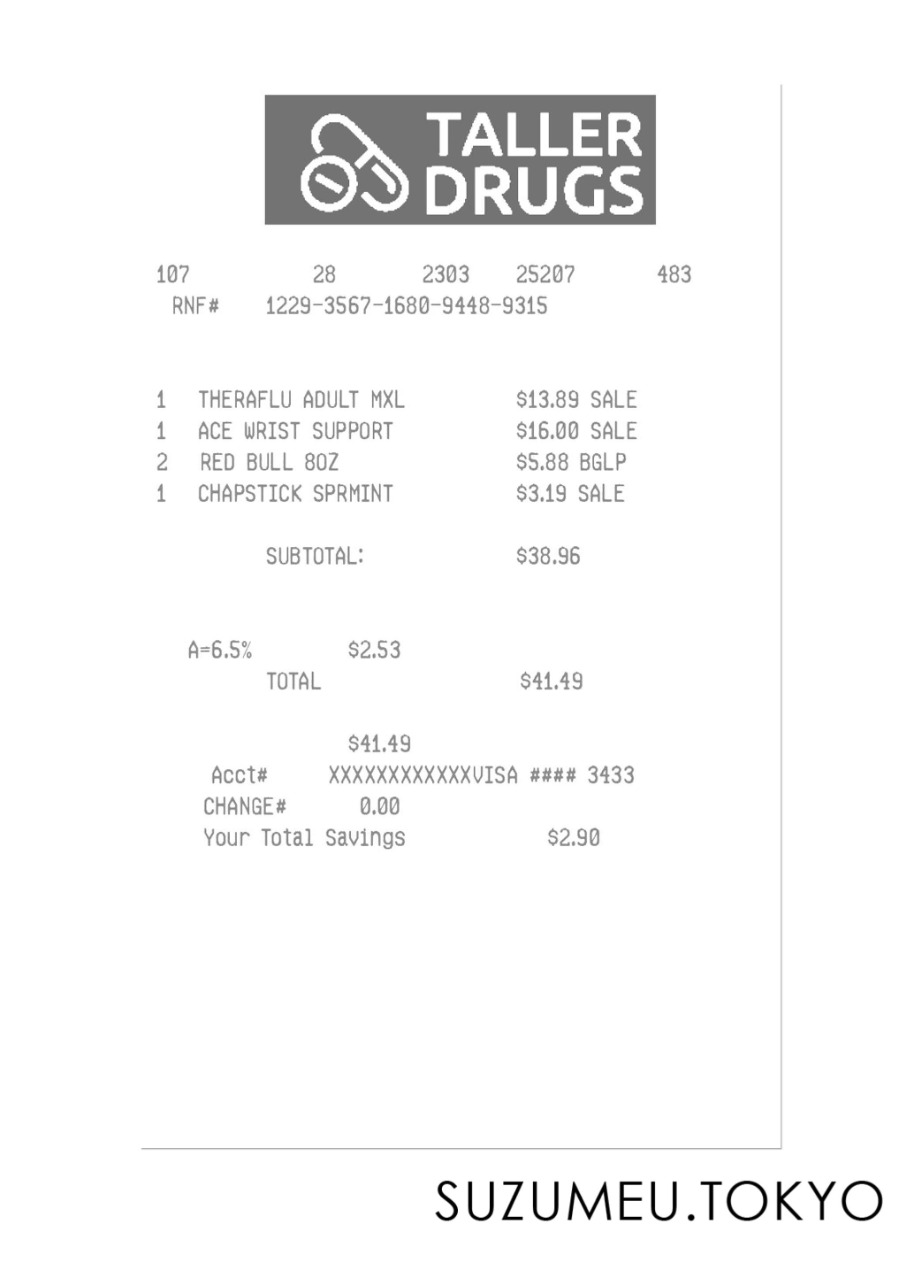 TALLER
DRUGS
107 28 2303 25207 483
RNF# 1229-3567-1680-9448-9315
1 THERAFLU ADULT MXL $13.89 SALE
1 ACE WRIST SUPPORT $16.00 SALE
2 RED BULL 8OZ $5.88 BGLP
1 CHAPSTICK SPRMINT $3.19 SALE
SUBTOTAL: $38.96
A=6.5% $2.53
TOTAL $41.49
$41.49
Acct# XXXXXXXXXXXXVISA #### 3433
CHANGE# 0.00
Your Total Savings $2.90
SUZUMEU.TOKYO